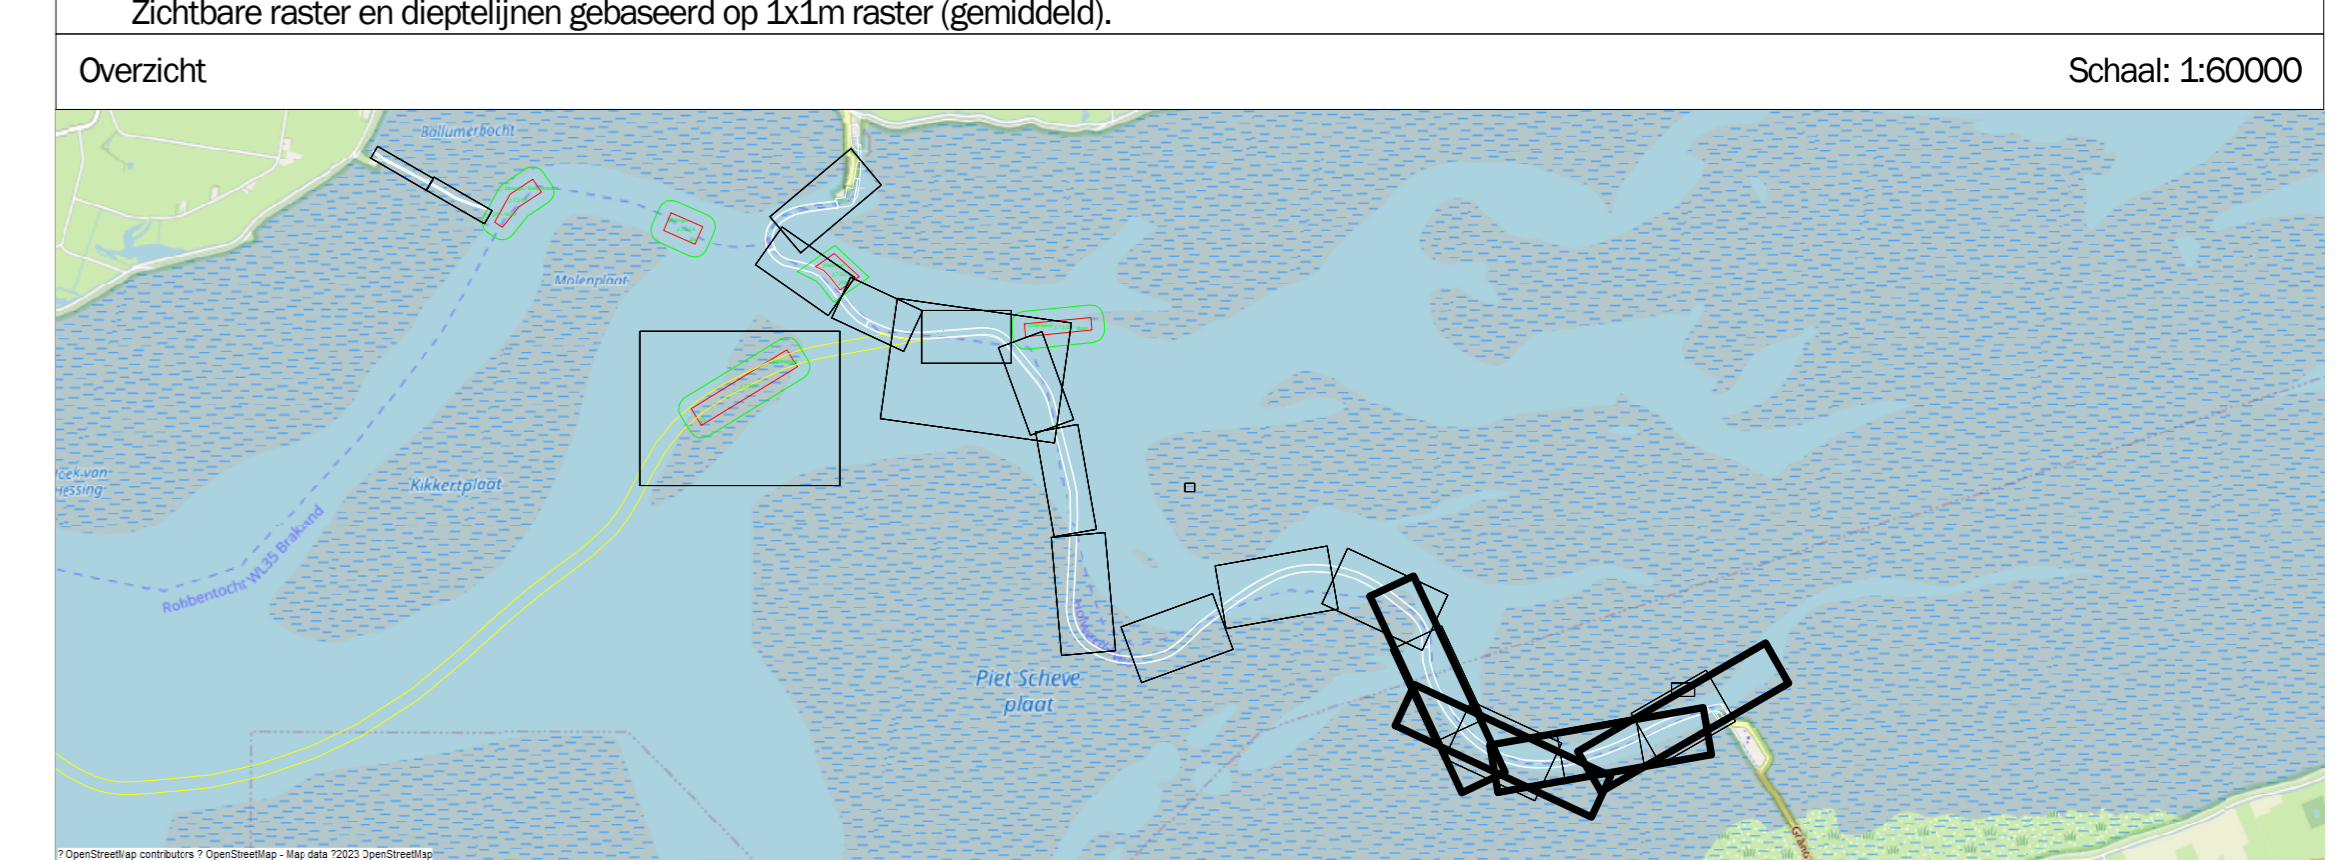 Zichtbare raster en dieptelijnen gebaseerd op 1x1m raster (gemiddeld).
Overzicht
Schaal: 1:60000
Ballumerbocht
Molenplaat
Kikkertplaat
Robbentocht WL35 Brakzand
Piet Scheve
plaat
? OpenStreetMap contributors ? OpenStreetMap - Map data ?2023 OpenStreetMap